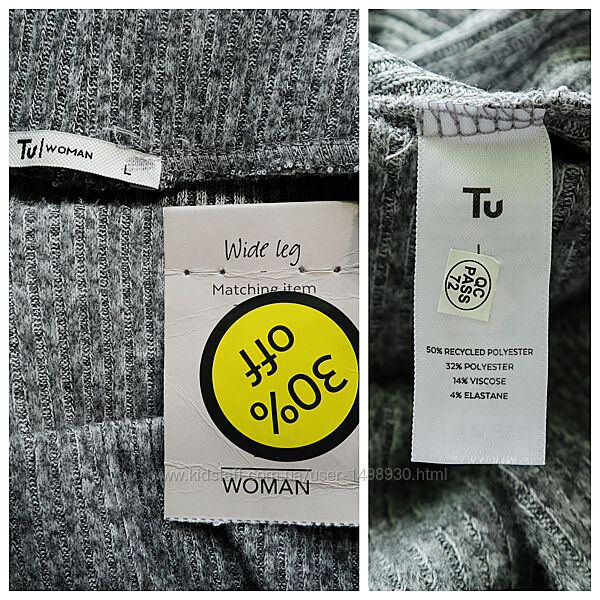 Tu WOMAN
L
Wide leg
Matching item
30%
off
WOMAN
Tu
L
QC
PASS
72
50% RECYCLED POLYESTER
32% POLYESTER
14% VISCOSE
4% ELASTANE
www.kidstaff.com.ua/user-1498930.html